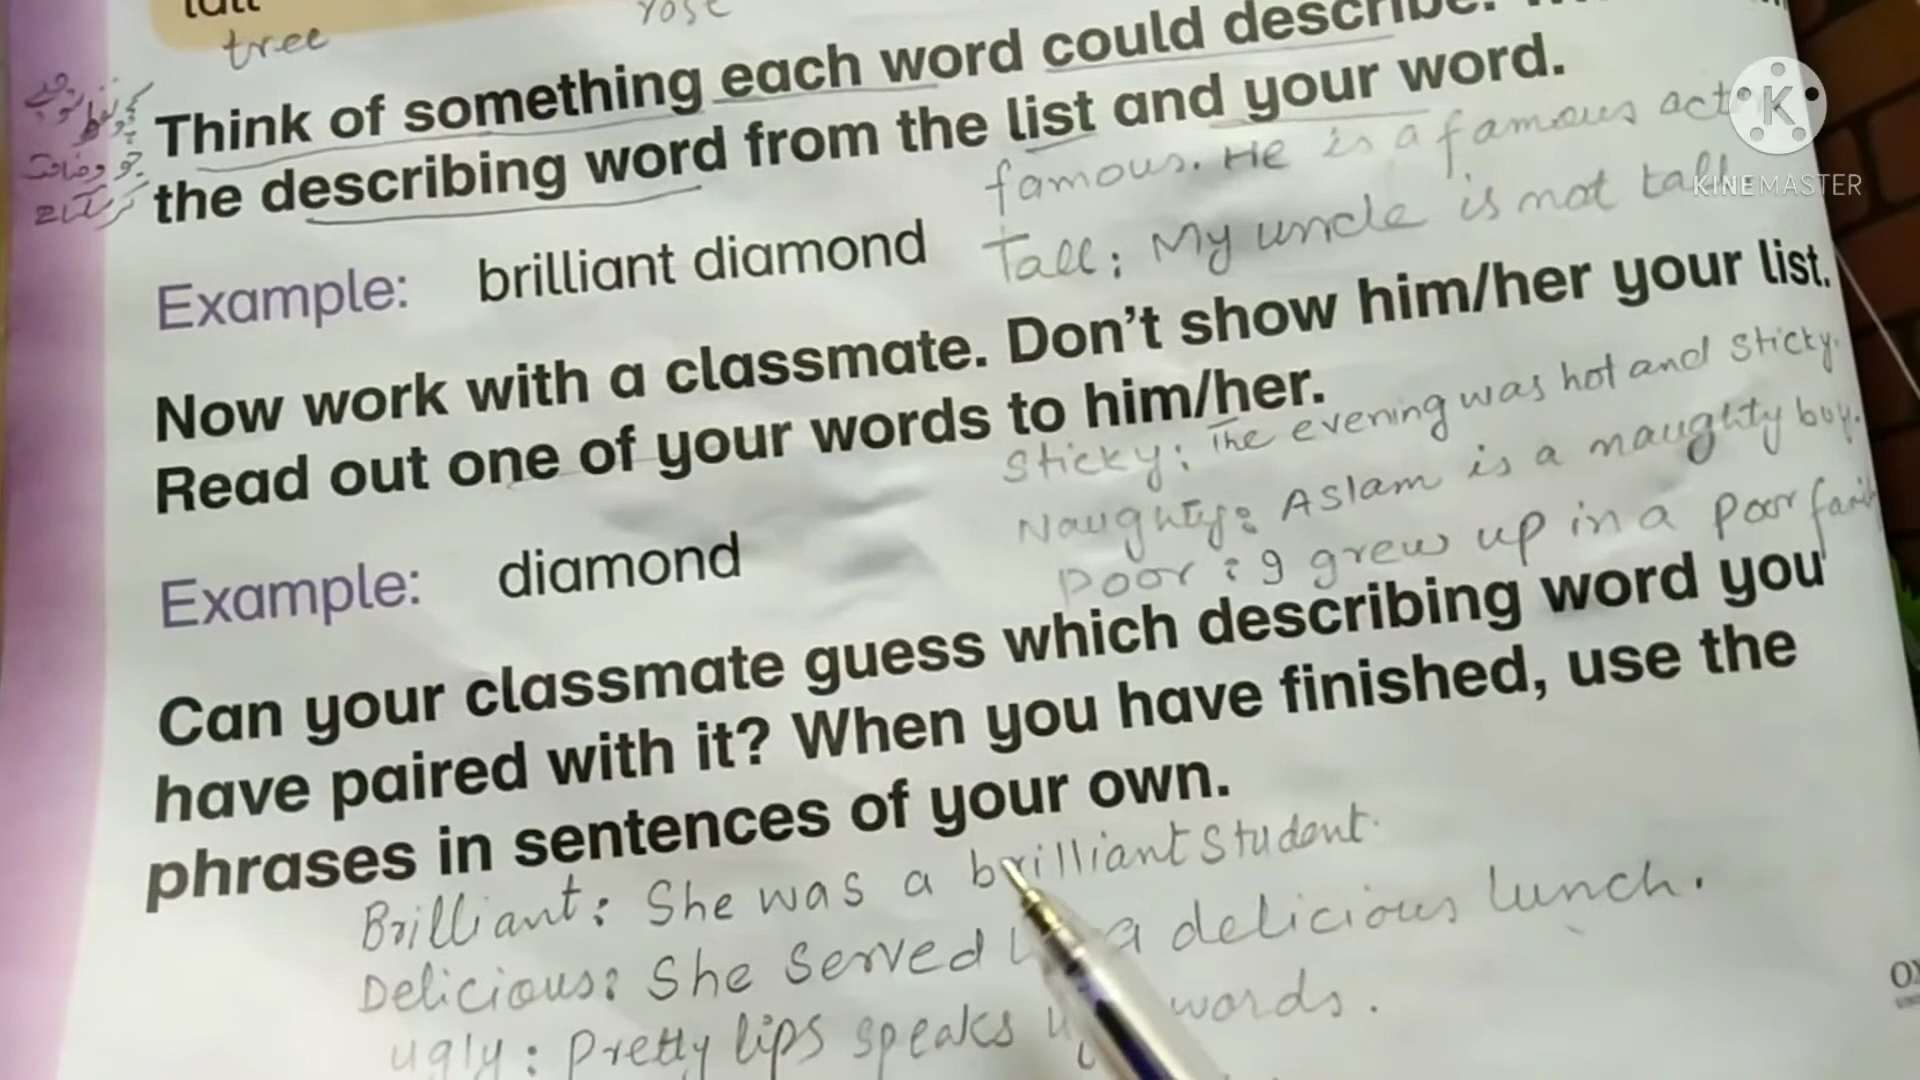 tall
tree
rose
Think of something each word could describe.
the describing word from the list and your word.
famous. He is a famous
Example: brilliant diamond
Tall: My uncle is not
KINEMASTER
Now work with a classmate. Don't show him/her your list.
Read out one of your words to him/her.
Sticky: The evening was hot and sticky.
Naughty: Aslam is a naughty boy.
Example: diamond
Poor: I grew up in a poor
Can your classmate guess which describing word you
have paired with it? When you have finished, use the
phrases in sentences of your own.
Brilliant: She was a brilliant student.
Delicious: She served a delicious lunch.
ugly: Pretty lips speaks words.